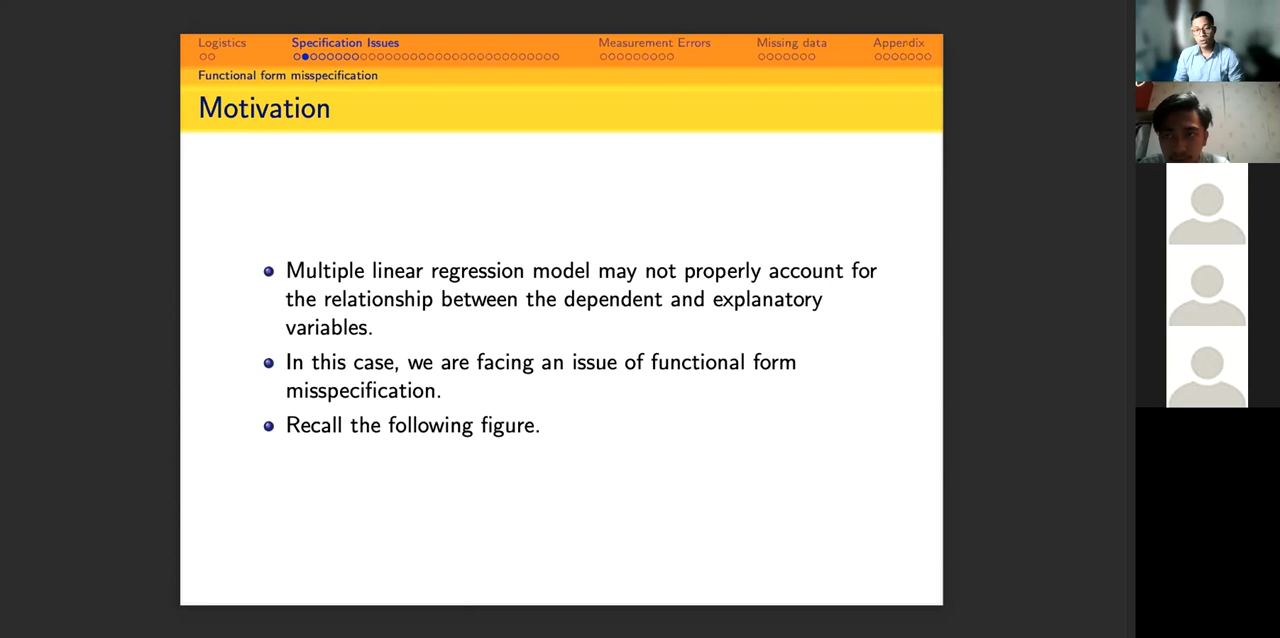 Logistics Specification Issues Measurement Errors Missing data Appendix
Functional form misspecification
Motivation
Multiple linear regression model may not properly account for
the relationship between the dependent and explanatory
variables.
In this case, we are facing an issue of functional form
misspecification.
Recall the following figure.